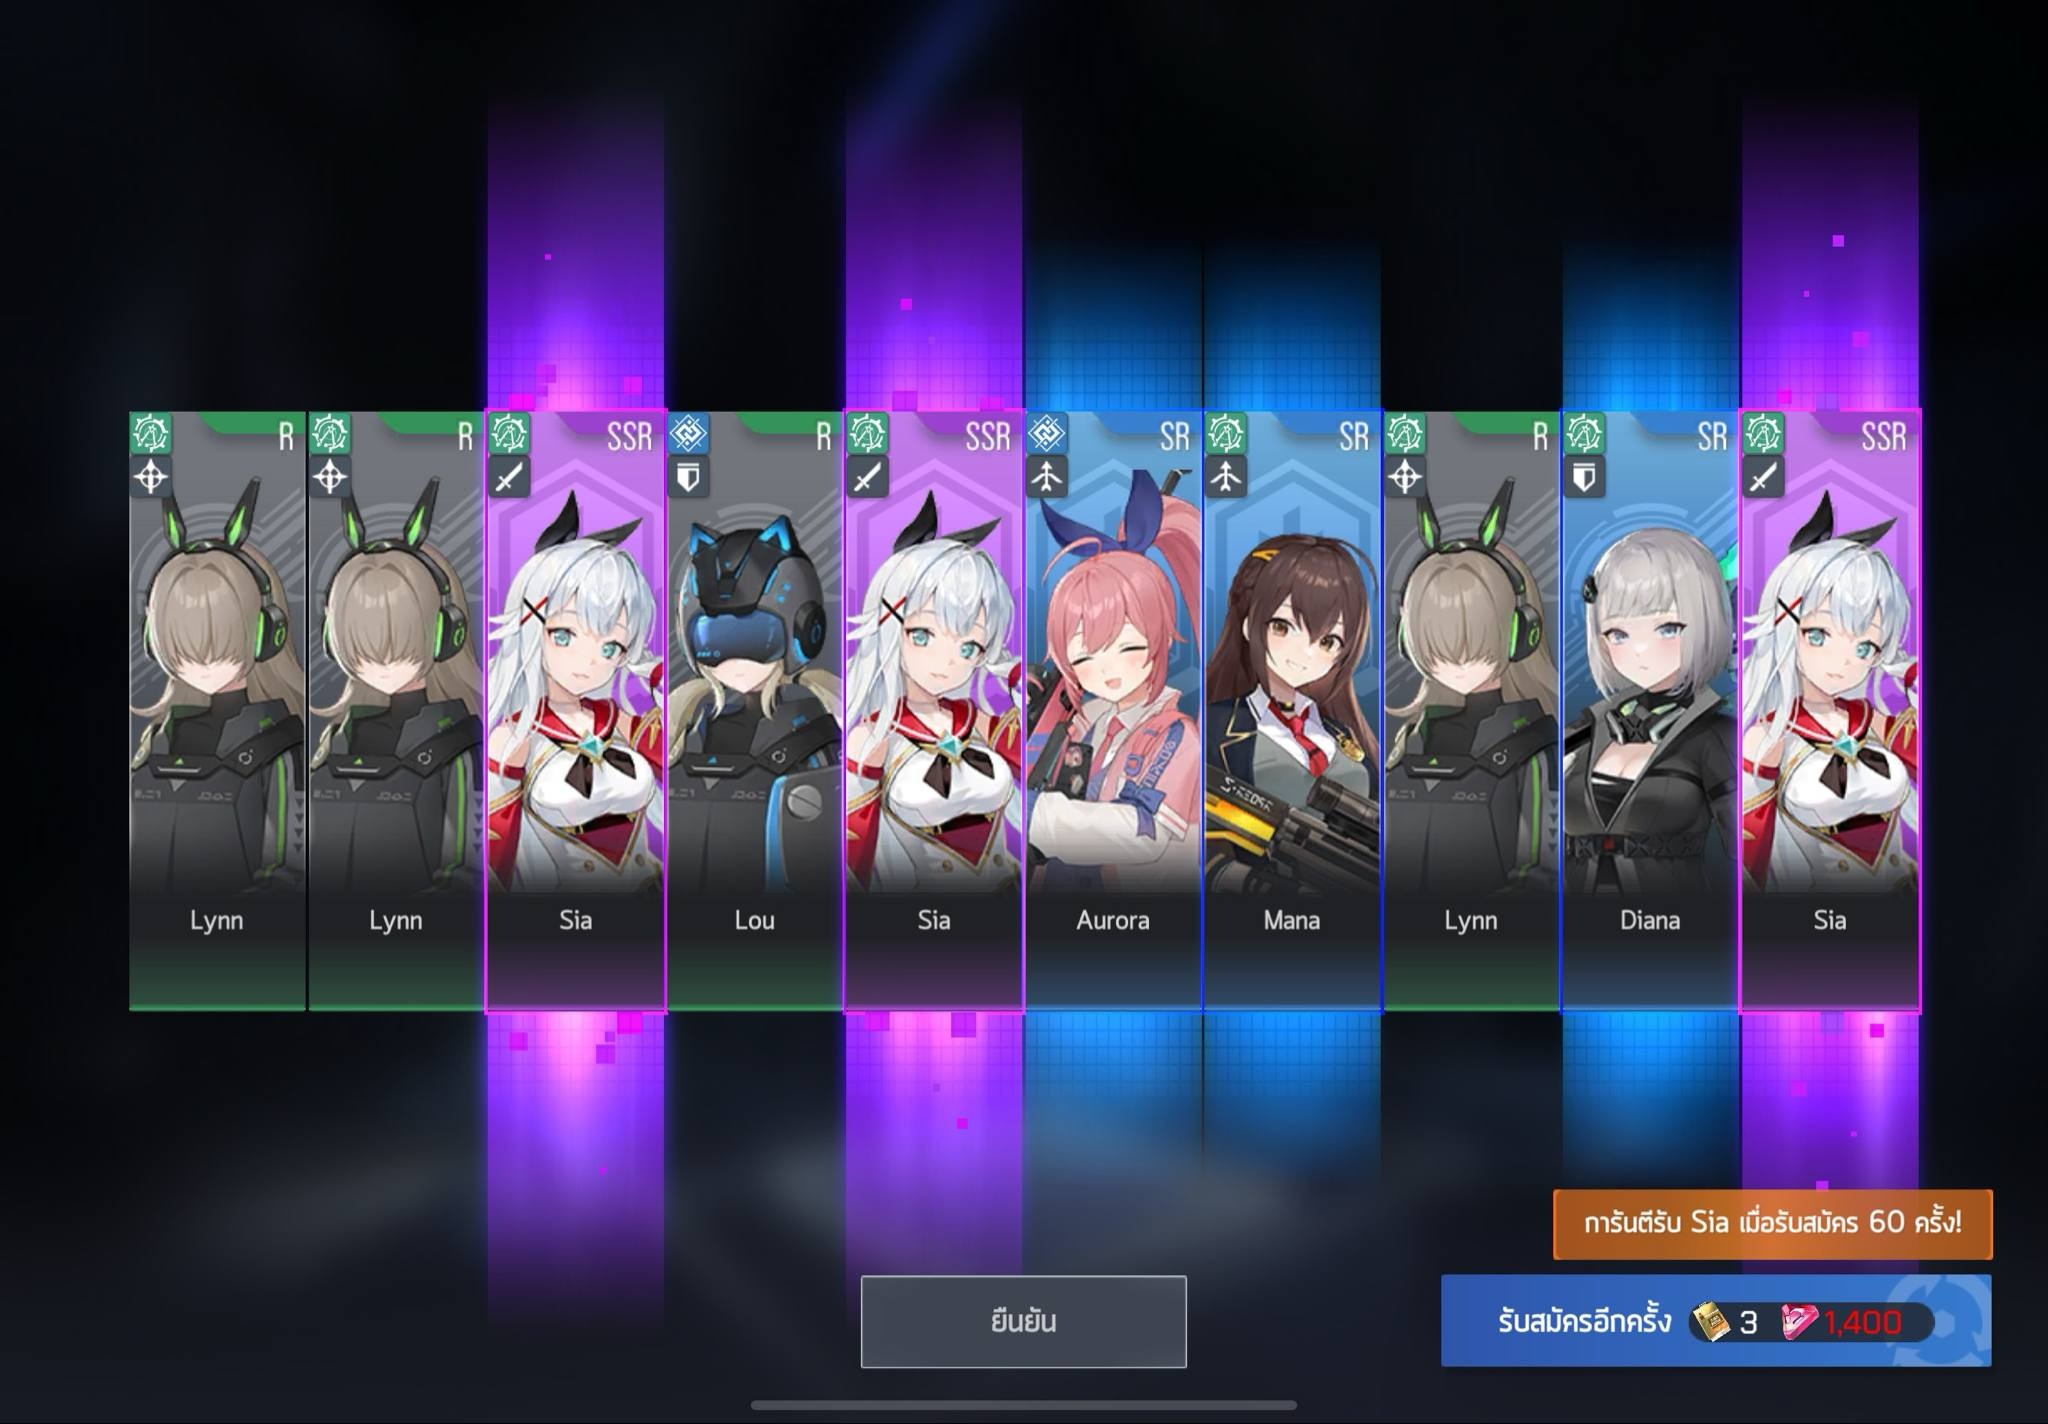 R
R
SSR
R
SSR
SR
SR
R
SR
SSR
Lynn
Lynn
Sia
Lou
Sia
Aurora
Mana
Lynn
Diana
Sia
การันตีรับ Sia เมื่อรับสมัคร 60 ครั้ง!
ยืนยัน
รับสมัครอีกครั้ง 3 1,400